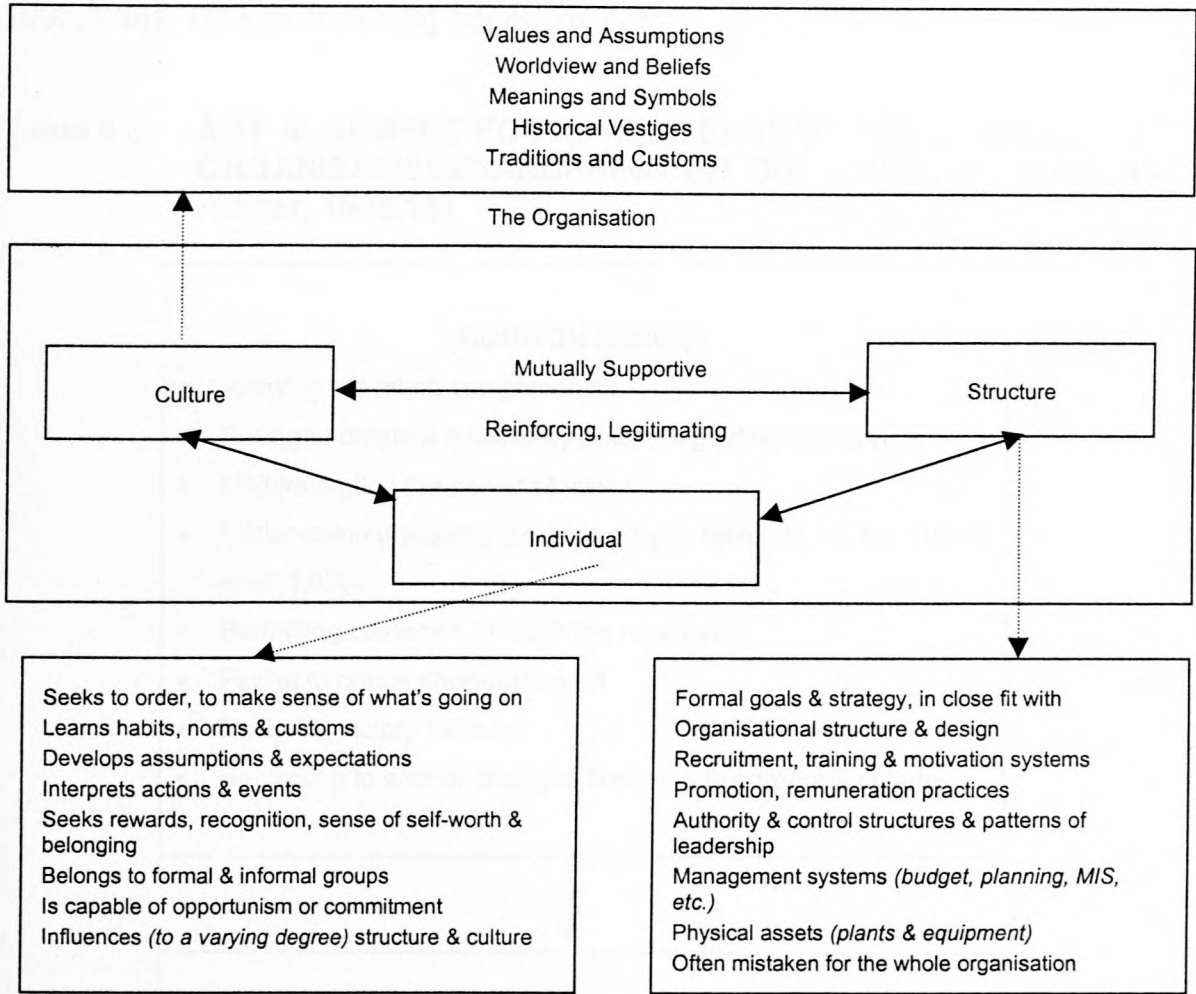 Values and Assumptions
Worldview and Beliefs
Meanings and Symbols
Historical Vestiges
Traditions and Customs
The Organisation
Culture
Mutually Supportive
Reinforcing, Legitimating
Structure
Individual
Seeks to order, to make sense of what's going on
Learns habits, norms & customs
Develops assumptions & expectations
Interprets actions & events
Seeks rewards, recognition, sense of self-worth &
belonging
Belongs to formal & informal groups
Is capable of opportunism or commitment
Influences (to a varying degree) structure & culture
Formal goals & strategy, in close fit with
Organisational structure & design
Recruitment, training & motivation systems
Promotion, remuneration practices
Authority & control structures & patterns of
leadership
Management systems (budget, planning, MIS,
etc.)
Physical assets (plants & equipment)
Often mistaken for the whole organisation